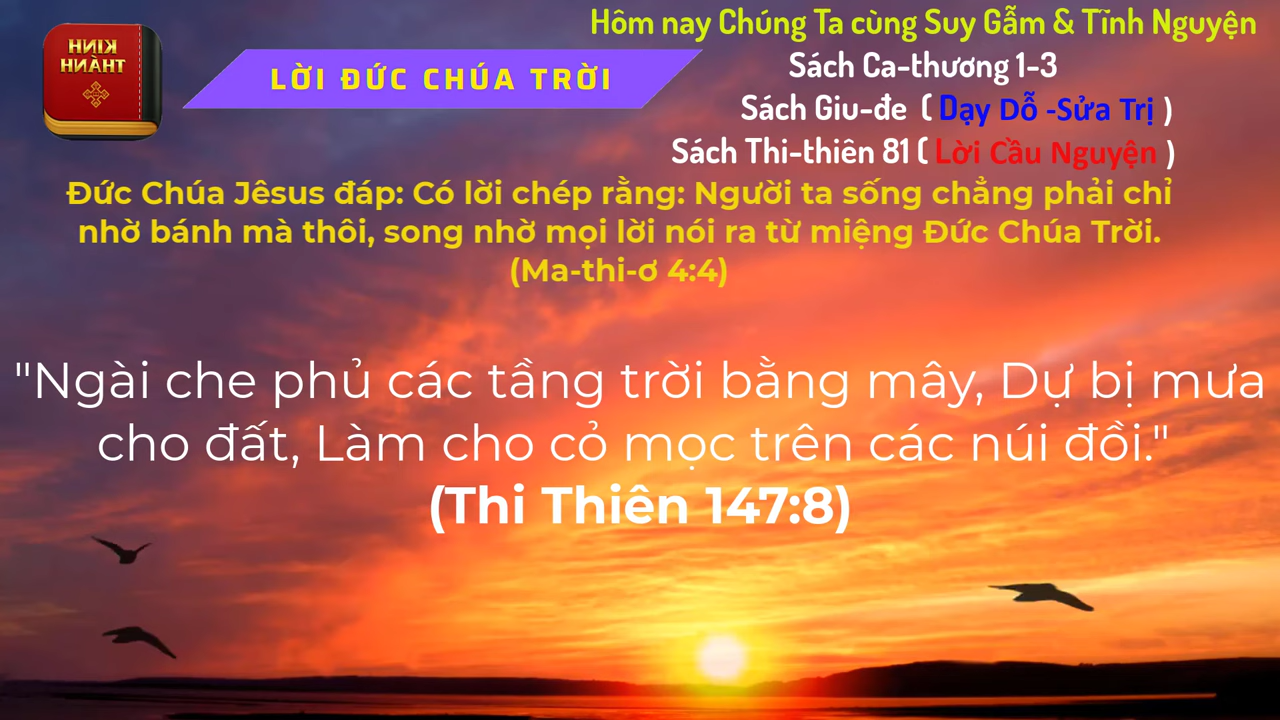 Hôm nay Chúng Ta cùng Suy Gẫm & Tĩnh Nguyện
Sách Ca-thương 1-3
Sách Giu-đe ( Dạy Dỗ -Sửa Trị )
Sách Thi-thiên 81 ( Lời Cầu Nguyện )
KINH
THÀNH
LỜI ĐỨC CHÚA TRỜI
Đức Chúa Jêsus đáp: Có lời chép rằng: Người ta sống chẳng phải chỉ
nhờ bánh mà thôi, song nhờ mọi lời nói ra từ miệng Đức Chúa Trời.
(Ma-thi-ơ 4:4)
"Ngài che phủ các tầng trời bằng mây, Dự bị mưa
cho đất, Làm cho cỏ mọc trên các núi đồi."
(Thi Thiên 147:8)